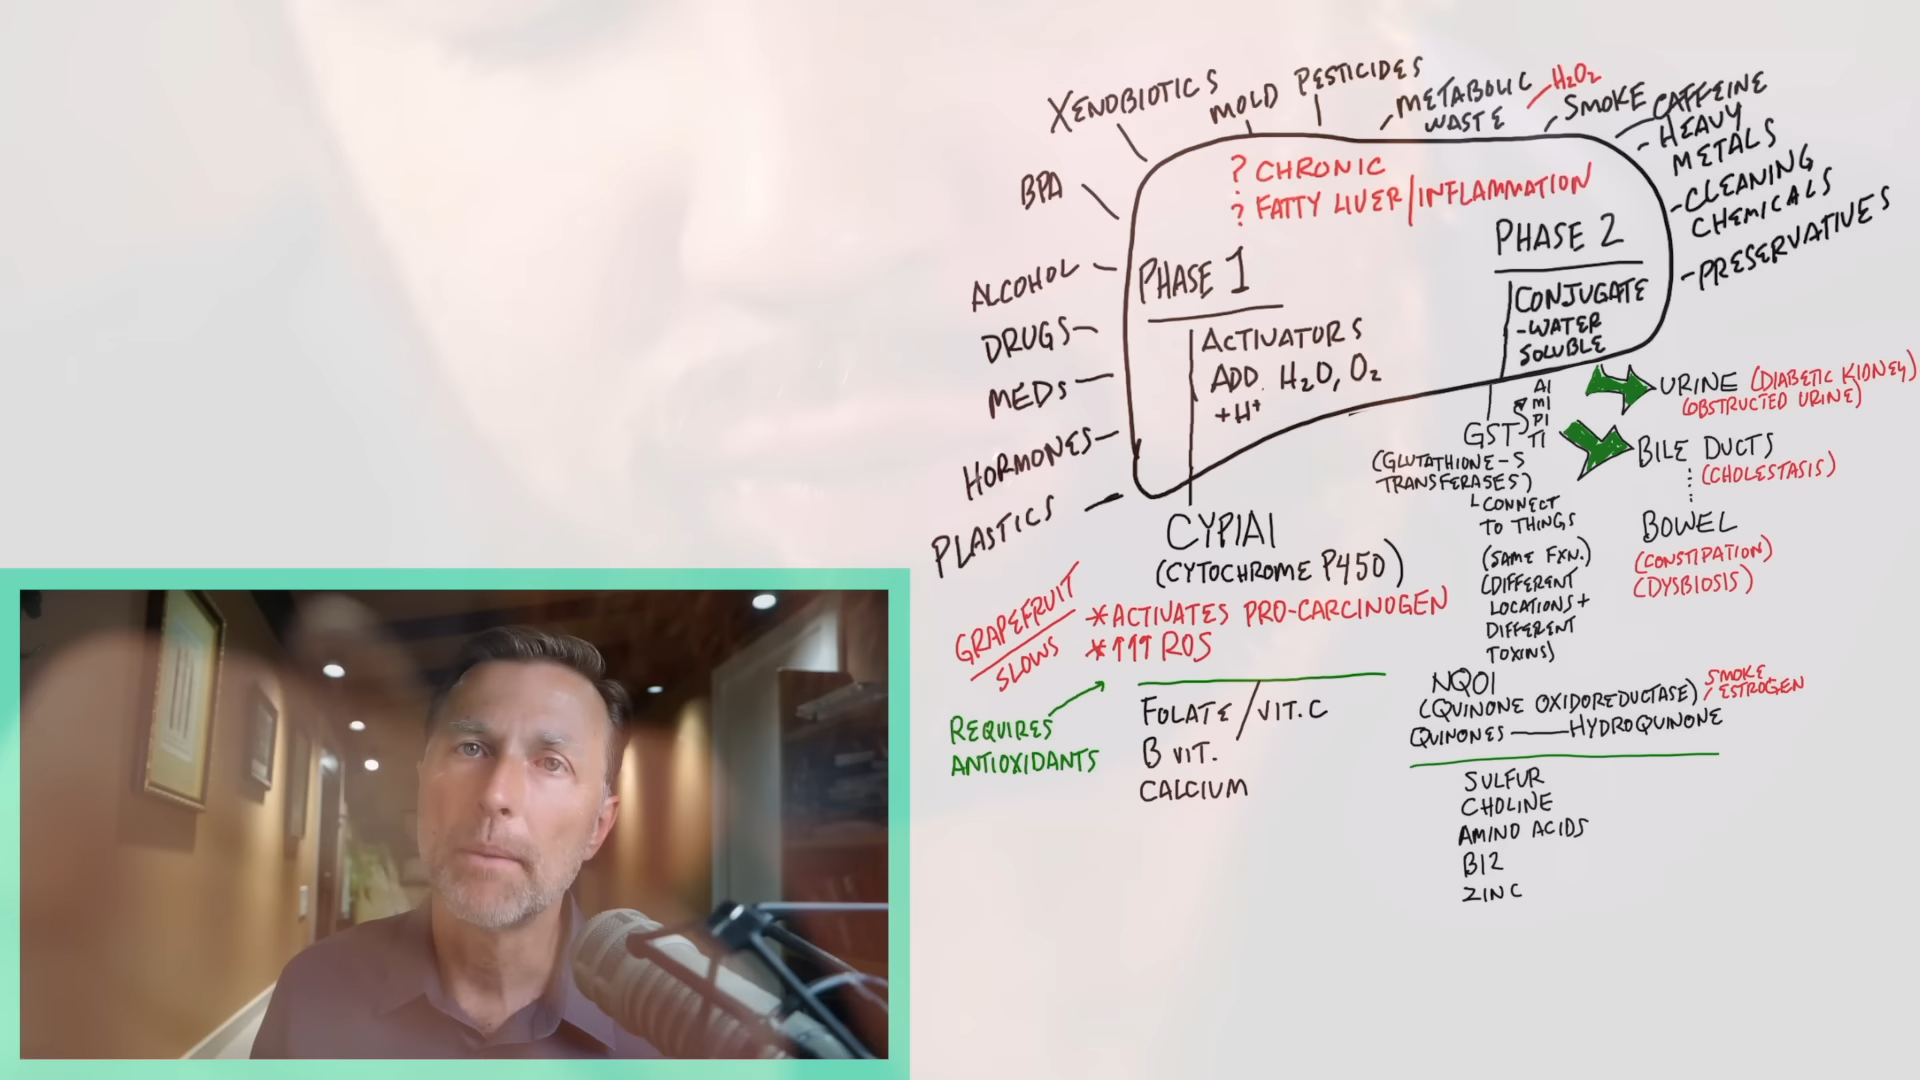 XENOBIOTICS
MOLD
PESTICIDES
METABOLIC
WASTE
H2O2
SMOKE
CAFFEINE
- HEAVY
METALS
- CLEANING
CHEMICALS
- PRESERVATIVES
BPA
ALCOHOL
DRUGS
MEDS
HORMONES
PLASTICS
? CHRONIC
? FATTY LIVER/INFLAMMATION
PHASE 1
ACTIVATORS
ADD H2O, O2
+H+
PHASE 2
CONJUGATE
- WATER
SOLUBLE
URINE (DIABETIC KIDNEY)
(OBSTRUCTED URINE)
BILE DUCTS
(CHOLESTASIS)
BOWEL
(CONSTIPATION)
(DYSBIOSIS)
GST
A1
M1
P1
T1
(GLUTATHIONE-S
TRANSFERASES)
CONNECT
TO THINGS
(SAME FXN.)
(DIFFERENT
LOCATIONS +
DIFFERENT
TOXINS)
CYP1A1
(CYTOCHROME P450)
GRAPEFRUIT
SLOWS
*ACTIVATES PRO-CARCINOGEN
*↑↑↑ ROS
REQUIRES
ANTIOXIDANTS
FOLATE / VIT. C
B VIT.
CALCIUM
NQO1
(QUINONE OXIDOREDUCTASE)
SMOKE
ESTROGEN
QUINONES — HYDROQUINONE
SULFUR
CHOLINE
AMINO ACIDS
B12
ZINC